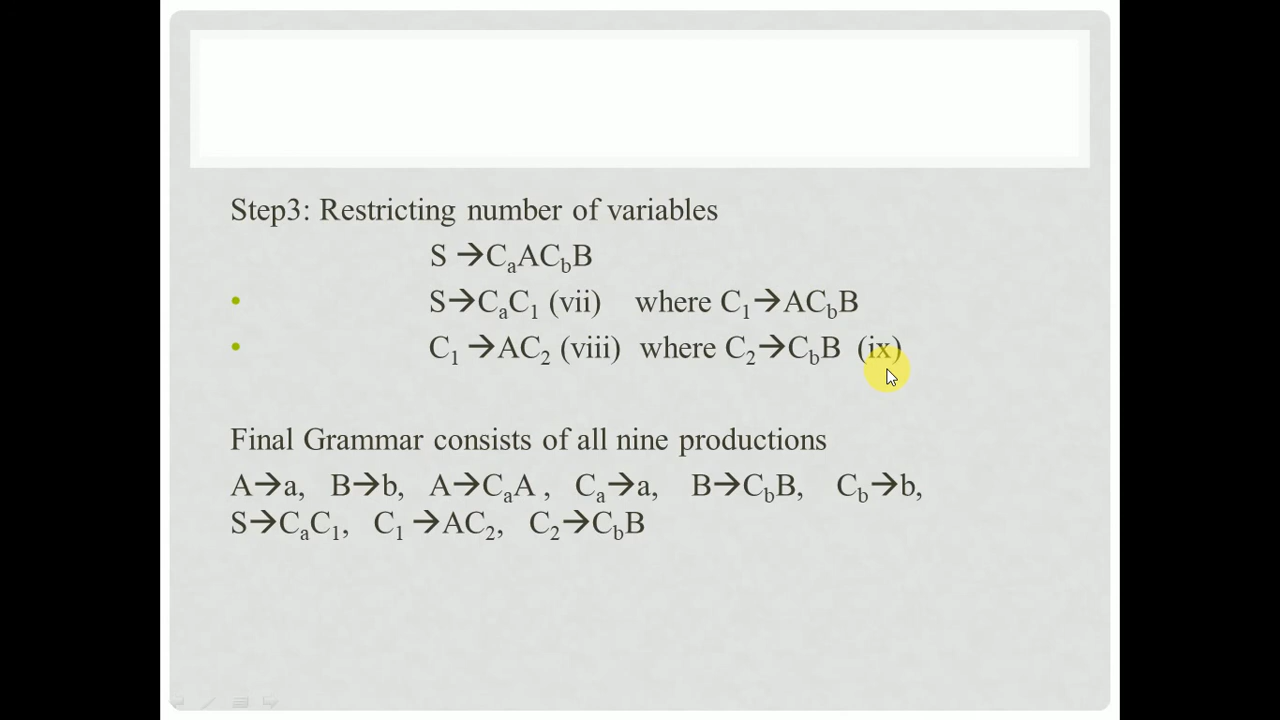 Step3: Restricting number of variables
S →CₐACbB
• S→CₐC₁ (vii) where C₁→ACbB
• C₁ →AC₂ (viii) where C₂→CbB (ix)
Final Grammar consists of all nine productions
A→a, B→b, A→CₐA , Cₐ→a, B→CbB, Cb→b,
S→CₐC₁, C₁ →AC₂, C₂→CbB